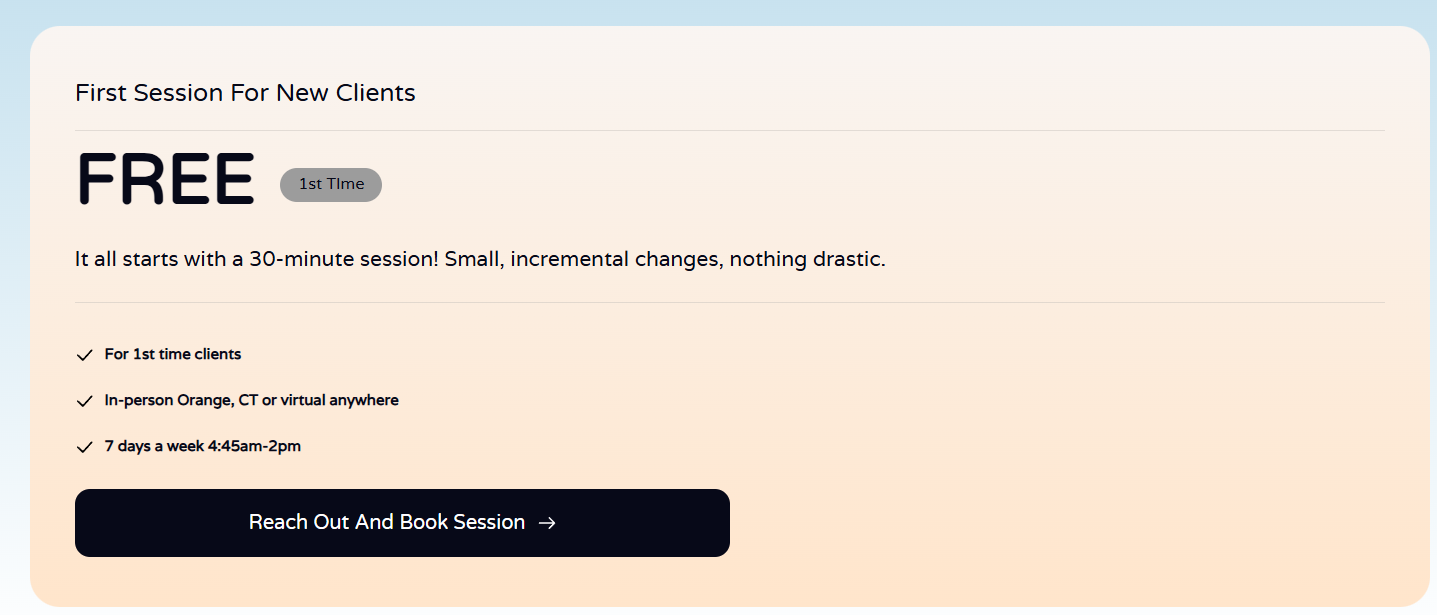 First Session For New Clients
FREE
1st TIme
It all starts with a 30-minute session! Small, incremental changes, nothing drastic.
For 1st time clients
In-person Orange, CT or virtual anywhere
7 days a week 4:45am-2pm
Reach Out And Book Session →